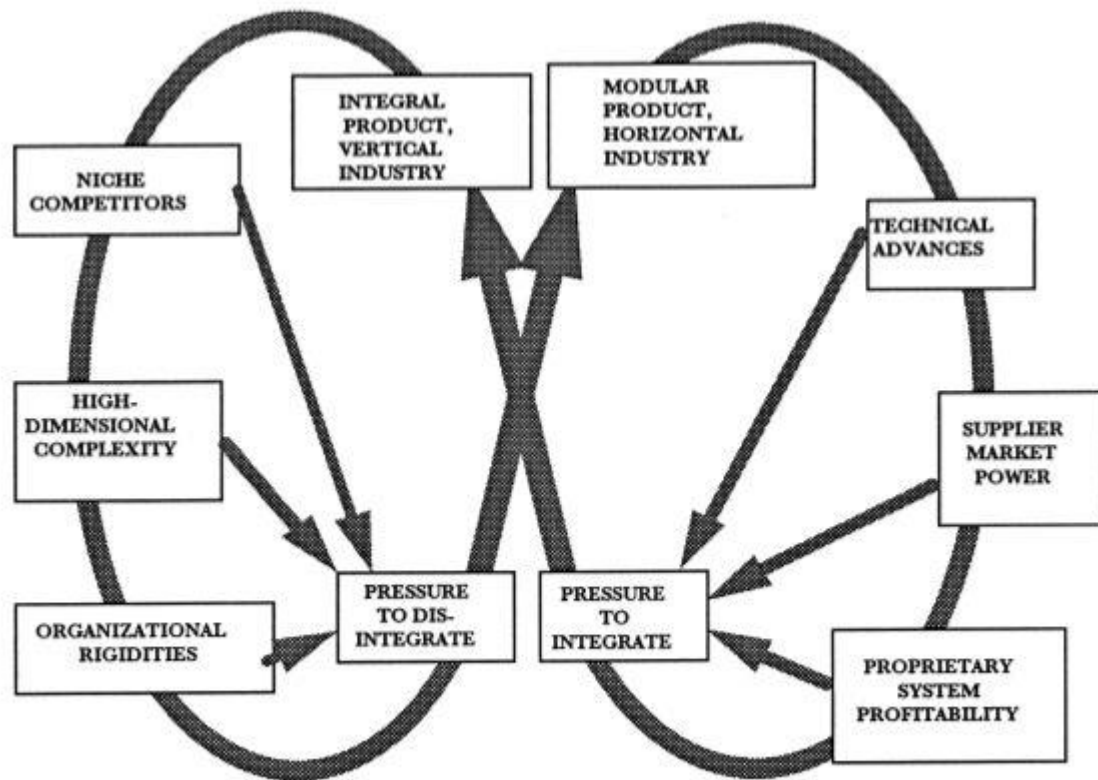 INTEGRAL
PRODUCT,
VERTICAL
INDUSTRY
MODULAR
PRODUCT,
HORIZONTAL
INDUSTRY
NICHE
COMPETITORS
TECHNICAL
ADVANCES
HIGH-
DIMENSIONAL
COMPLEXITY
SUPPLIER
MARKET
POWER
ORGANIZATIONAL
RIGIDITIES
PRESSURE
TO DIS-
INTEGRATE
PRESSURE
TO
INTEGRATE
PROPRIETARY
SYSTEM
PROFITABILITY